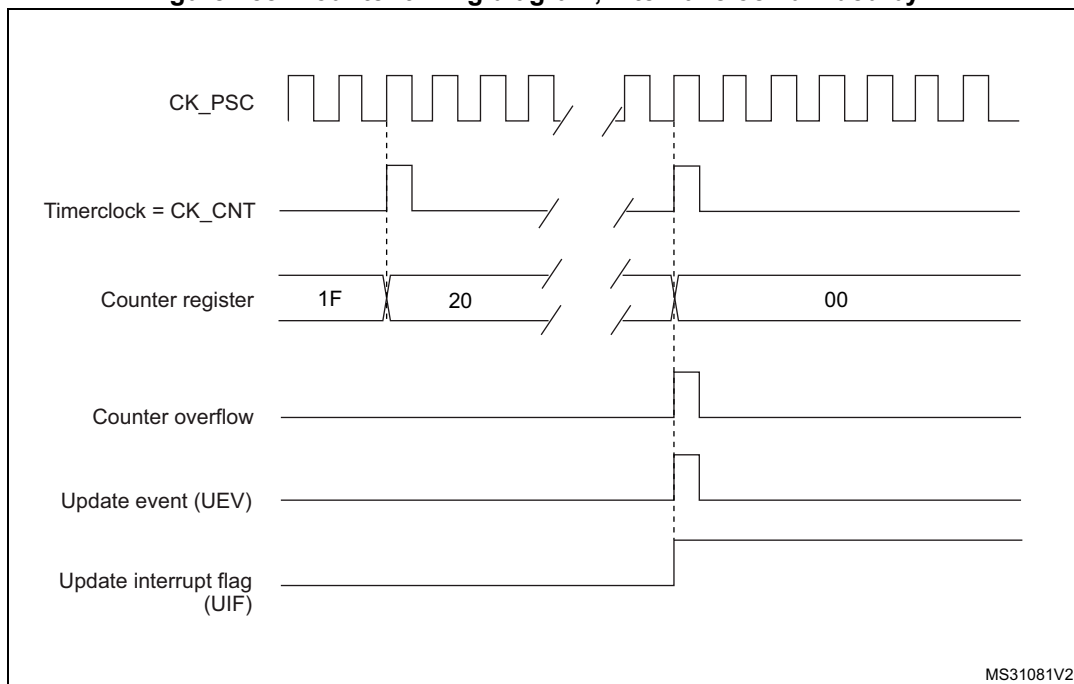 CK_PSC
Timerclock = CK_CNT
Counter register
1F
20
00
Counter overflow
Update event (UEV)
Update interrupt flag
(UIF)
MS31081V2